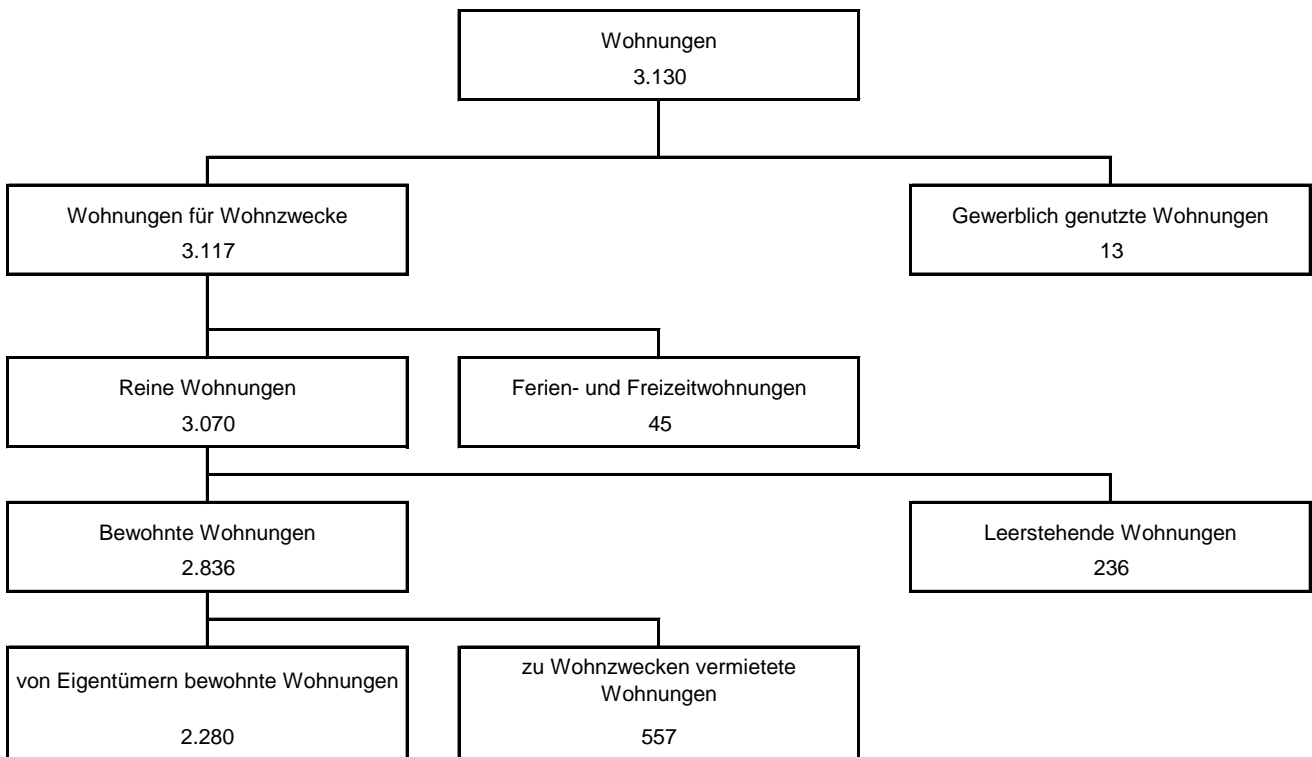 Wohnungen
3.130
Wohnungen für Wohnzwecke
3.117
Gewerblich genutzte Wohnungen
13
Reine Wohnungen
3.070
Ferien- und Freizeitwohnungen
45
Bewohnte Wohnungen
2.836
Leerstehende Wohnungen
236
von Eigentümern bewohnte Wohnungen
2.280
zu Wohnzwecken vermietete
Wohnungen
557